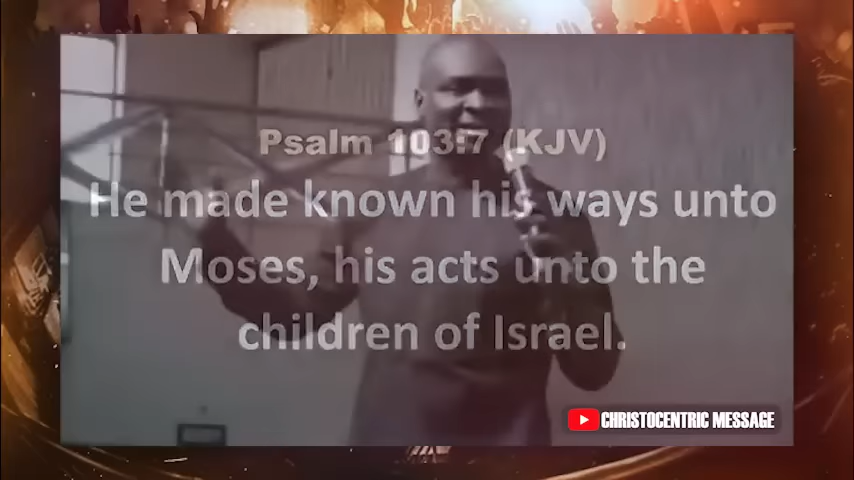 Psalm 103:7 (KJV)
He made known his ways unto
Moses, his acts unto the
children of Israel.
CHRISTOCENTRIC MESSAGE